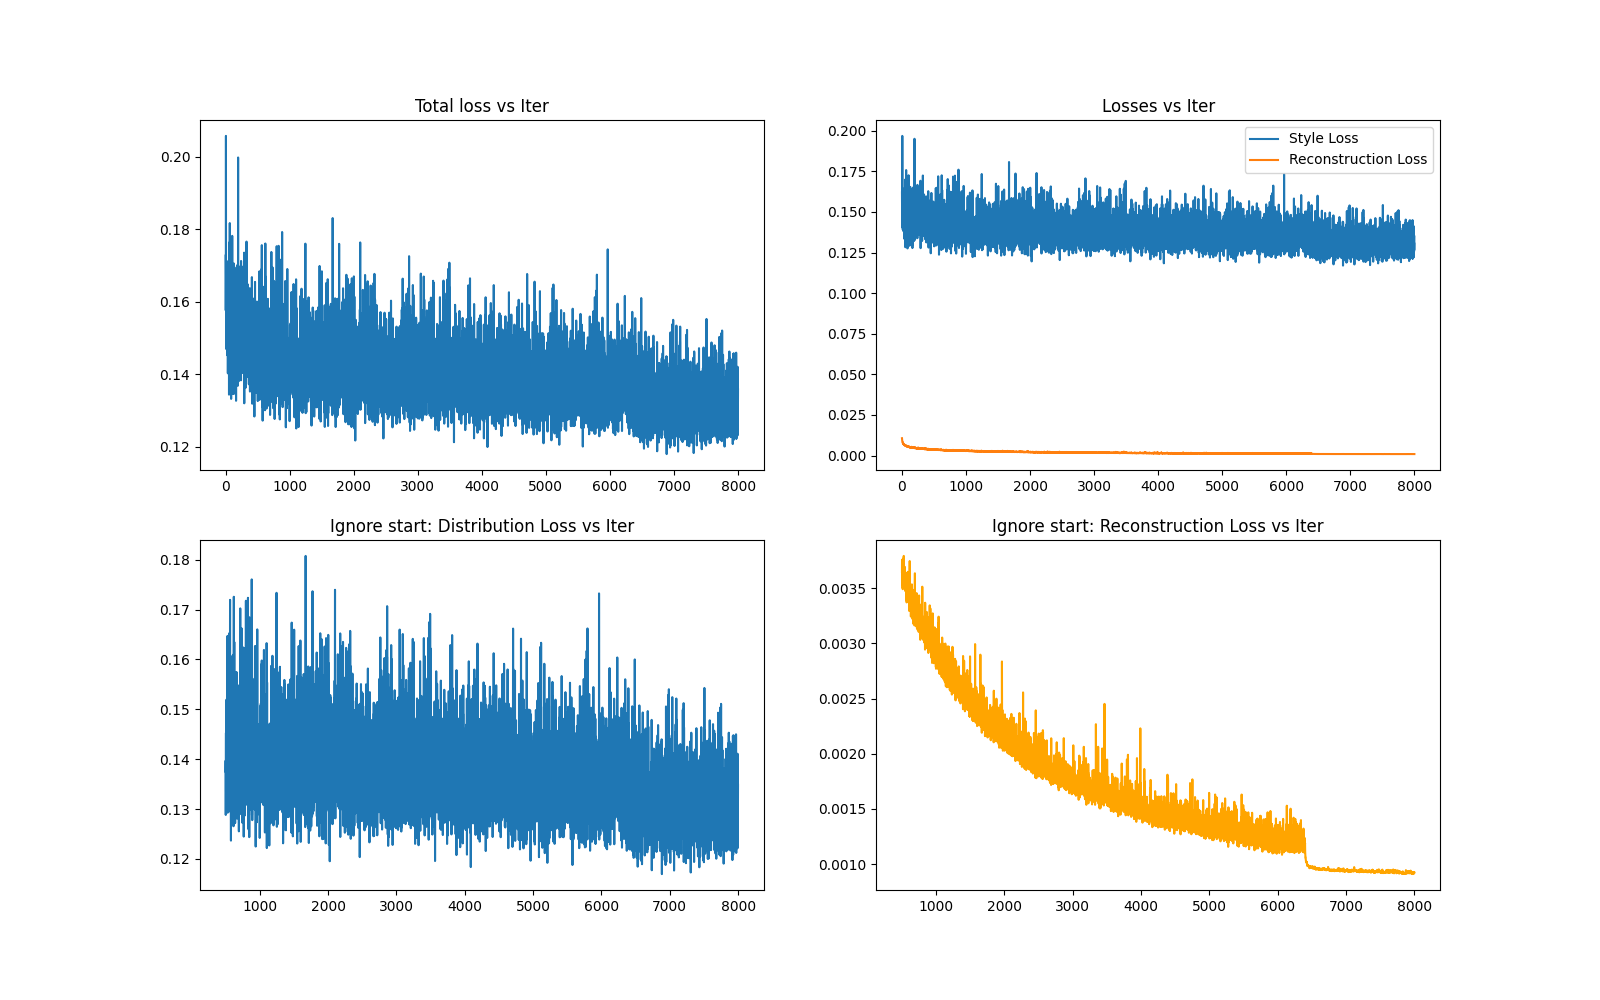 Total loss vs Iter
0.20
0.18
0.16
0.14
0.12
0 1000 2000 3000 4000 5000 6000 7000 8000
Losses vs Iter
Style Loss
Reconstruction Loss
0.200
0.175
0.150
0.125
0.100
0.075
0.050
0.025
0.000
0 1000 2000 3000 4000 5000 6000 7000 8000
Ignore start: Distribution Loss vs Iter
0.18
0.17
0.16
0.15
0.14
0.13
0.12
1000 2000 3000 4000 5000 6000 7000 8000
Ignore start: Reconstruction Loss vs Iter
0.0035
0.0030
0.0025
0.0020
0.0015
0.0010
1000 2000 3000 4000 5000 6000 7000 8000